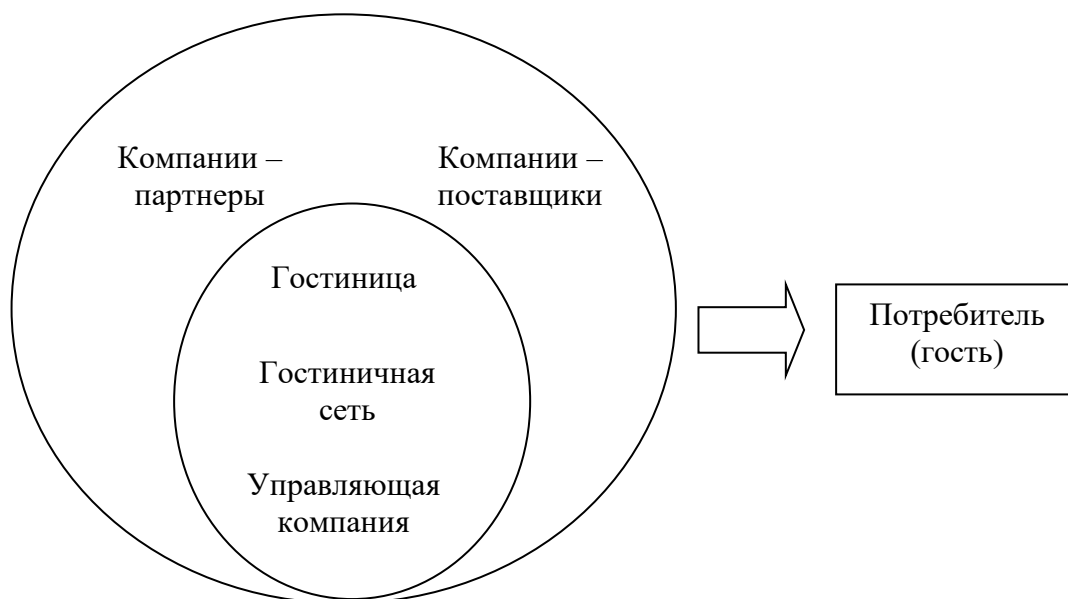 Компании –
партнеры
Компании –
поставщики
Гостиница
Гостиничная
сеть
Управляющая
компания
Потребитель
(гость)